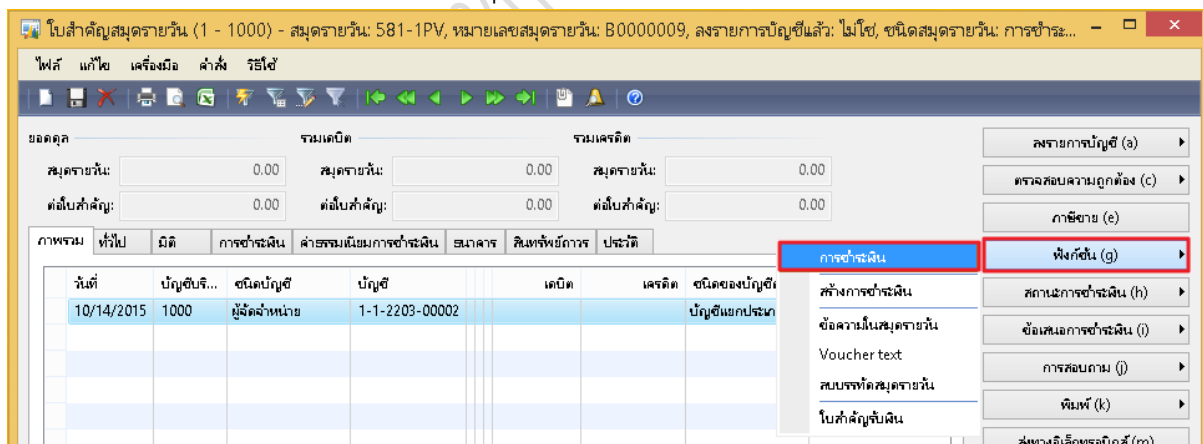 ใบสำคัญสมุดรายวัน (1 - 1000) - สมุดรายวัน: 581-1PV, หมายเลขสมุดรายวัน: B0000009, ลงรายการบัญชีแล้ว: ไม่ใช่, ชนิดสมุดรายวัน: การชำระ...
ไฟล์ แก้ไข เครื่องมือ คำสั่ง วิธีใช้
ยอดดุล รวมเดบิต รวมเครดิต
สมุดรายวัน: 0.00 สมุดรายวัน: 0.00 สมุดรายวัน: 0.00
ต่อใบสำคัญ: 0.00 ต่อใบสำคัญ: 0.00 ต่อใบสำคัญ: 0.00
ภาพรวม ทั่วไป มิติ การชำระเงิน ค่าธรรมเนียมการชำระเงิน ธนาคาร สินทรัพย์ถาวร ประวัติ
วันที่ บัญชีบริ... ชนิดบัญชี บัญชี เดบิต เครดิต ชนิดของบัญชี
10/14/2015 1000 ผู้จัดจำหน่าย 1-1-2203-00002 บัญชีแยกประเภ
การชำระเงิน
สร้างการชำระเงิน
ข้อความในสมุดรายวัน
Voucher text
ลบบรรทัดสมุดรายวัน
ใบสำคัญรับเงิน
ลงรายการบัญชี (a)
ตรวจสอบความถูกต้อง (c)
ภาษีขาย (e)
ฟังก์ชัน (g)
สถานะการชำระเงิน (h)
ข้อเสนอการชำระเงิน (i)
การสอบถาม (j)
พิมพ์ (k)
ส่งทางอิเล็กทรอนิกส์ (m)